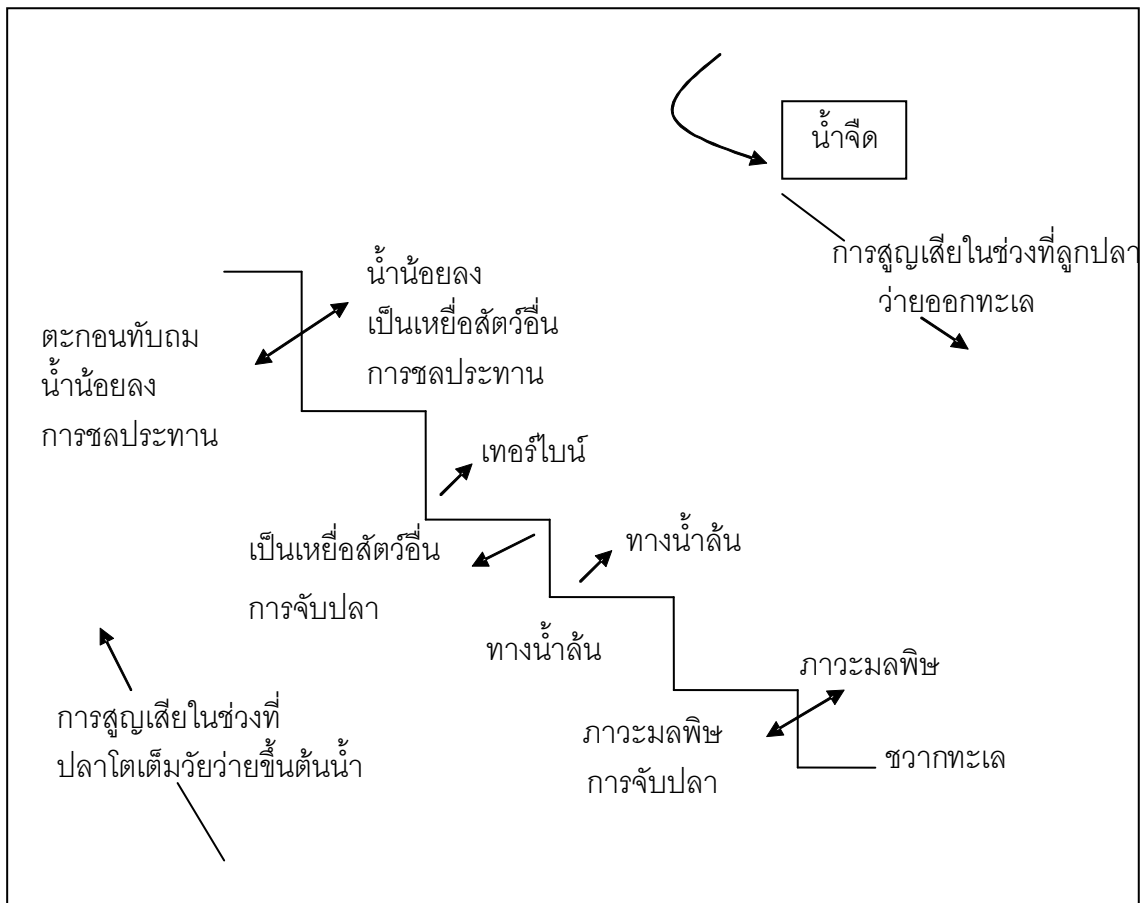 น้ำจืด
การสูญเสียในช่วงที่ลูกปลา
ว่ายออกทะเล
น้ำน้อยลง
เป็นเหยื่อสัตว์อื่น
การชลประทาน
ตะกอนทับถม
น้ำน้อยลง
การชลประทาน
เทอร์ไบน์
เป็นเหยื่อสัตว์อื่น
การจับปลา
ทางน้ำล้น
ทางน้ำล้น
ภาวะมลพิษ
ภาวะมลพิษ
การจับปลา
ชวากทะเล
การสูญเสียในช่วงที่
ปลาโตเต็มวัยว่ายขึ้นต้นน้ำ